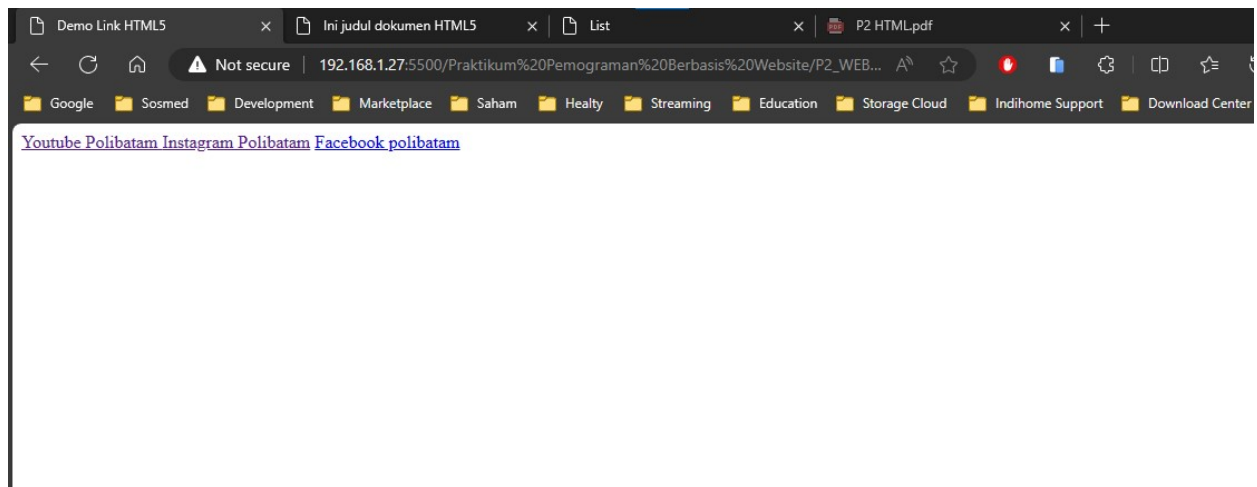 Demo Link HTML5 Ini judul dokumen HTML5 List P2 HTML.pdf
Not secure 192.168.1.27:5500/Praktikum%20Pemograman%20Berbasis%20Website/P2_WEB...
Google Sosmed Development Marketplace Saham Healty Streaming Education Storage Cloud Indihome Support Download Center
Youtube Polibatam Instagram Polibatam Facebook polibatam